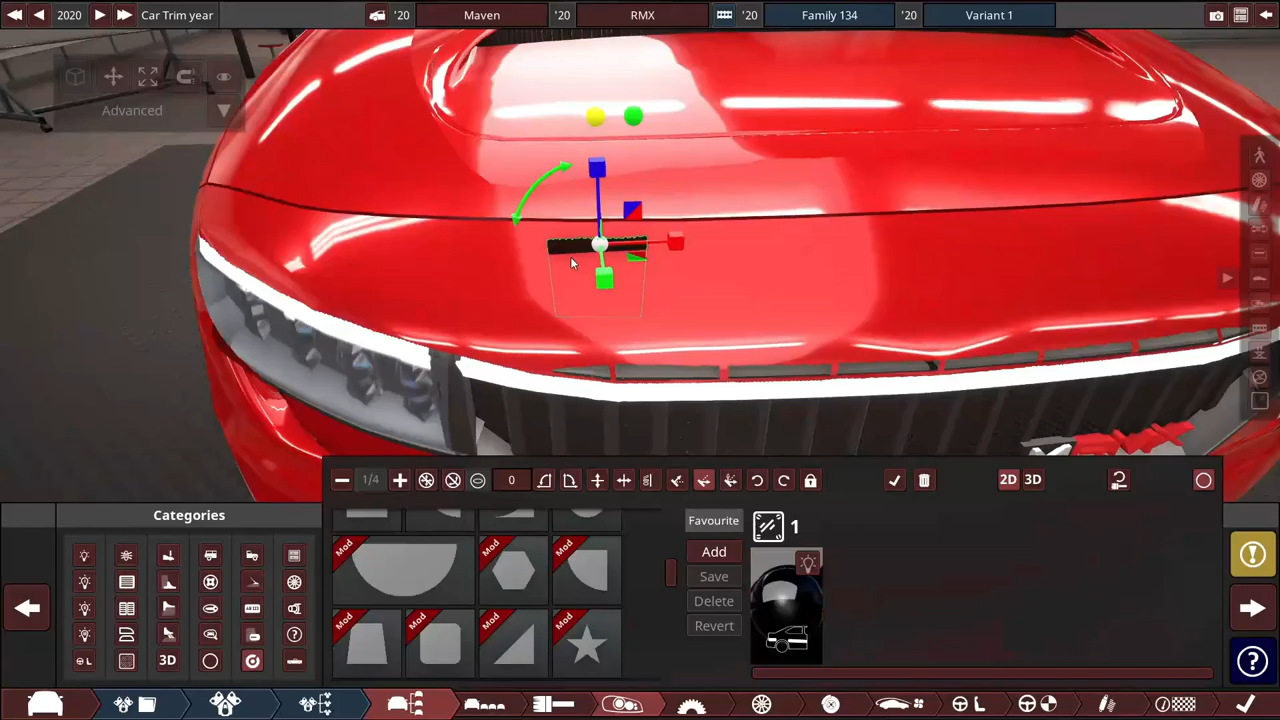 2020 Car Trim year '20 Maven '20 RMX '20 Family 134 '20 Variant 1
Advanced
1/4 0 2D 3D
Categories
Favourite 1
Add
Save
Delete
Revert
Mod Mod Mod
Mod Mod Mod Mod
L 3D ?
!
?